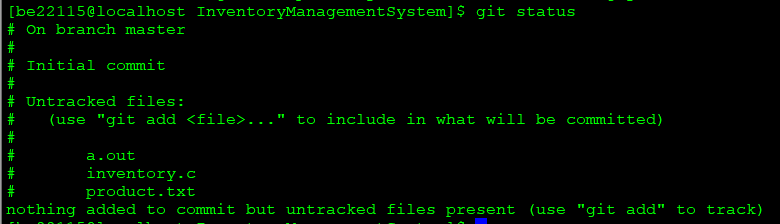 [be22115@localhost InventoryManagementSystem]$ git status
# On branch master
#
# Initial commit
#
# Untracked files:
#   (use "git add <file>..." to include in what will be committed)
#
#       a.out
#       inventory.c
#       product.txt
nothing added to commit but untracked files present (use "git add" to track)